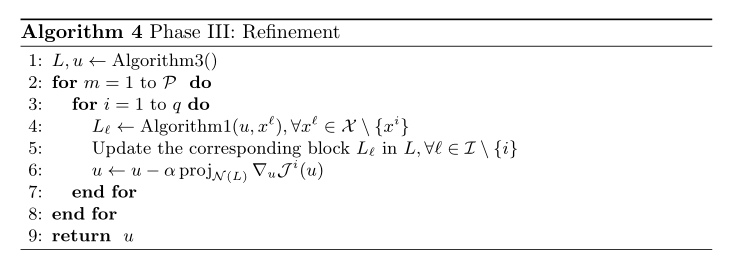 Algorithm 4 Phase III: Refinement
1: L, u ← Algorithm3()
2: for m = 1 to 𝒫 do
3: for i = 1 to q do
4: L_ℓ ← Algorithm1(u, x^ℓ), ∀x^ℓ ∈ 𝒳 \ {x^i}
5: Update the corresponding block L_ℓ in L, ∀ℓ ∈ ℐ \ {i}
6: u ← u − α proj_{𝒩(L)} ∇_u 𝒥^i(u)
7: end for
8: end for
9: return u